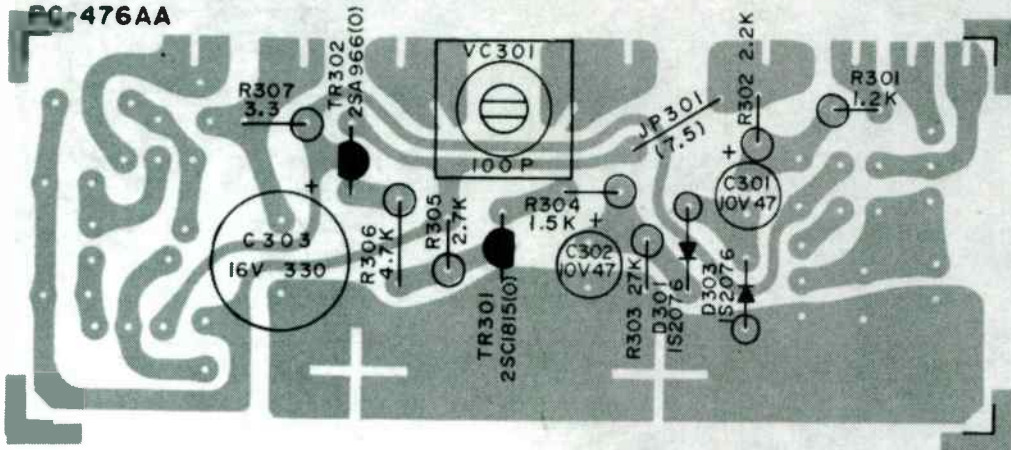 PC-476AA
R307
3.3
TR302
2SA966(O)
VC301
100P
JP301
(7.5)
R302 2.2K
R301
1.2K
C301
10V47
C303
16V 330
R306
4.7K
R305
2.7K
R304
1.5K
C302
10V47
TR301
2SC1815(O)
R303 27K
D301
IS2076
D303
IS2076
+
+
+